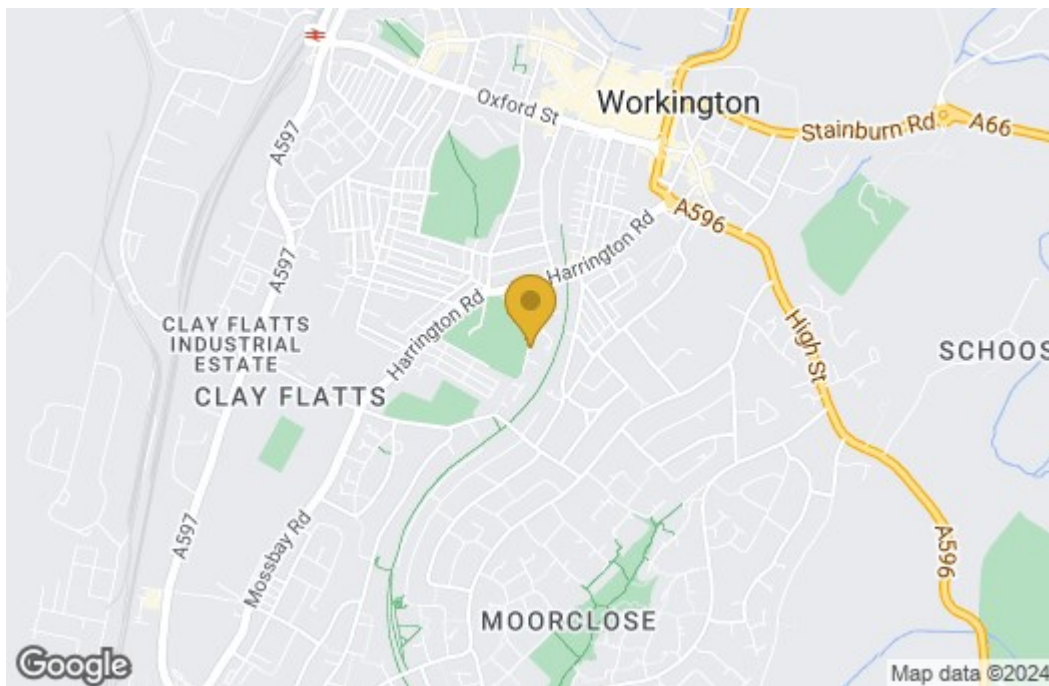 Workington
Oxford St
Stainburn Rd
A66
A597
A596
Harrington Rd
A597
CLAY FLATTS
INDUSTRIAL
ESTATE
Harrington Rd
High St
SCHOOS
CLAY FLATTS
A597
Mossbay Rd
A596
MOORCLOSE
Google
Map data ©2024